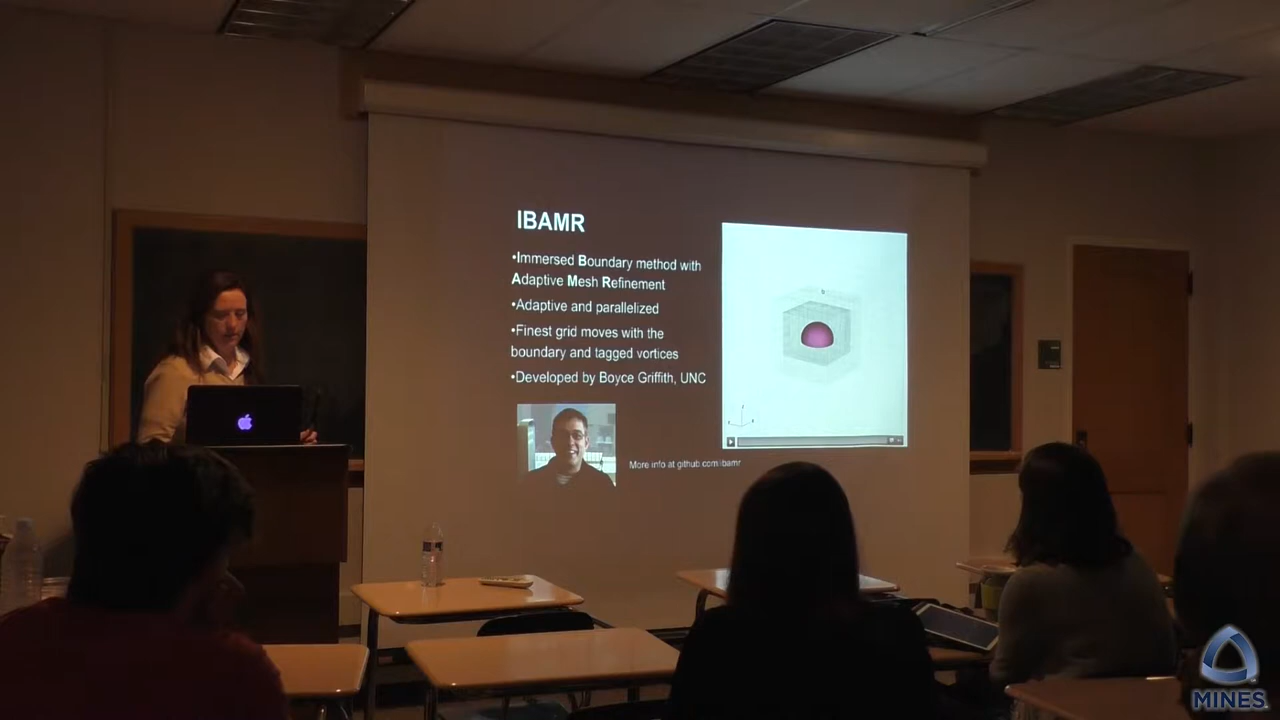 IBAMR
•Immersed Boundary method with
Adaptive Mesh Refinement
•Adaptive and parallelized
•Finest grid moves with the
boundary and tagged vortices
•Developed by Boyce Griffith, UNC
More info at github.com/ibamr
MINES